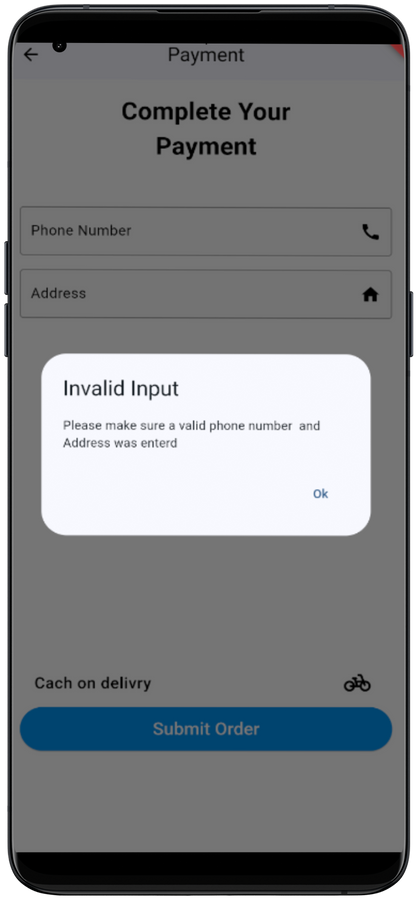 Payment
Complete Your
Payment
Phone Number
Address
Invalid Input
Please make sure a valid phone number  and
Address was enterd
Ok
Cach on delivry
Submit Order